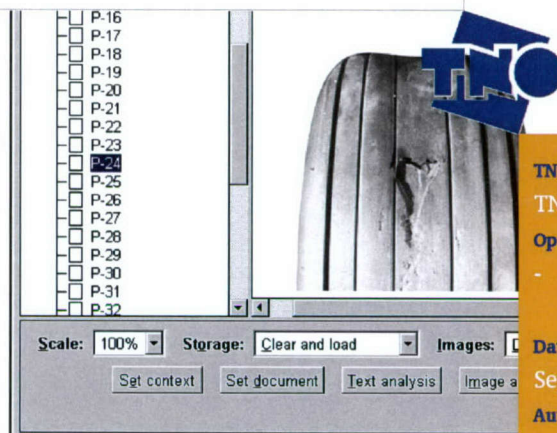 P-16
P-17
P-18
P-19
P-20
P-21
P-22
P-23
P-24
P-25
P-26
P-27
P-28
P-29
P-30
P-31
P-32
TNO
TN
TN
Op
-
Da
Se
Au
Scale: 100% Storage: Clear and load Images:
Set context Set document Text analysis Image a